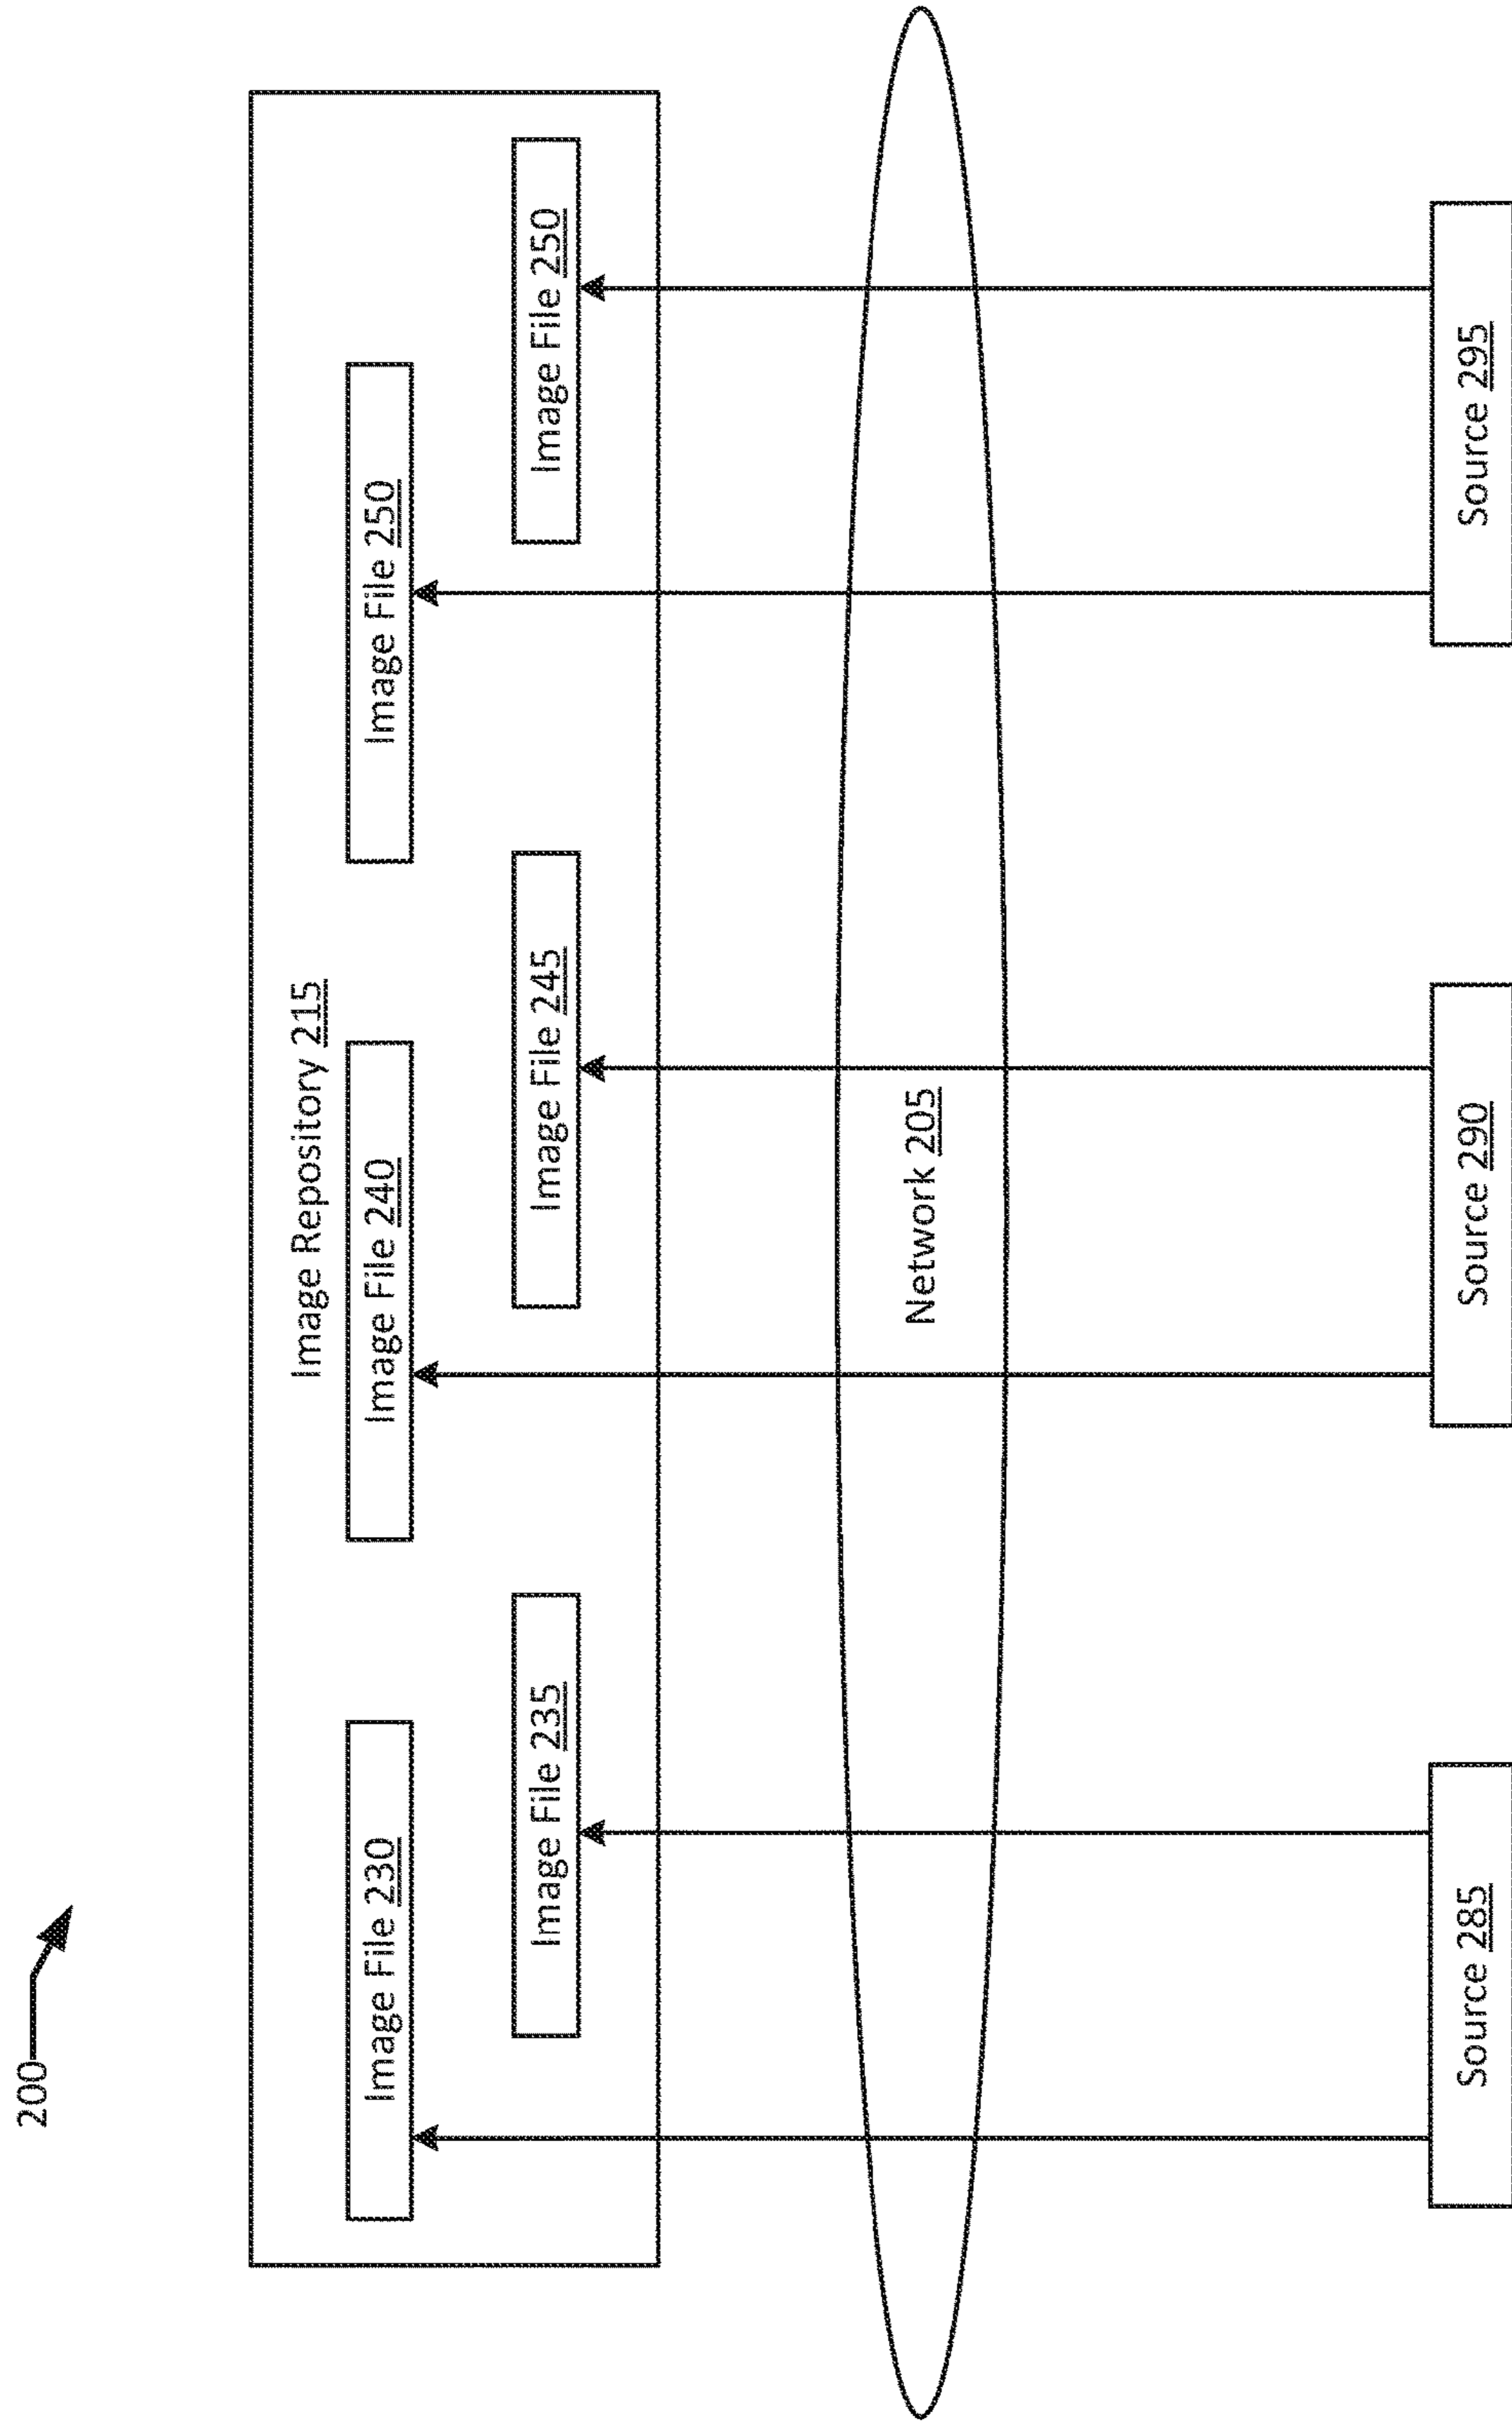 200
Image Repository 215
Image File 230
Image File 240
Image File 250
Image File 235
Image File 245
Image File 250
Network 205
Source 285
Source 290
Source 295